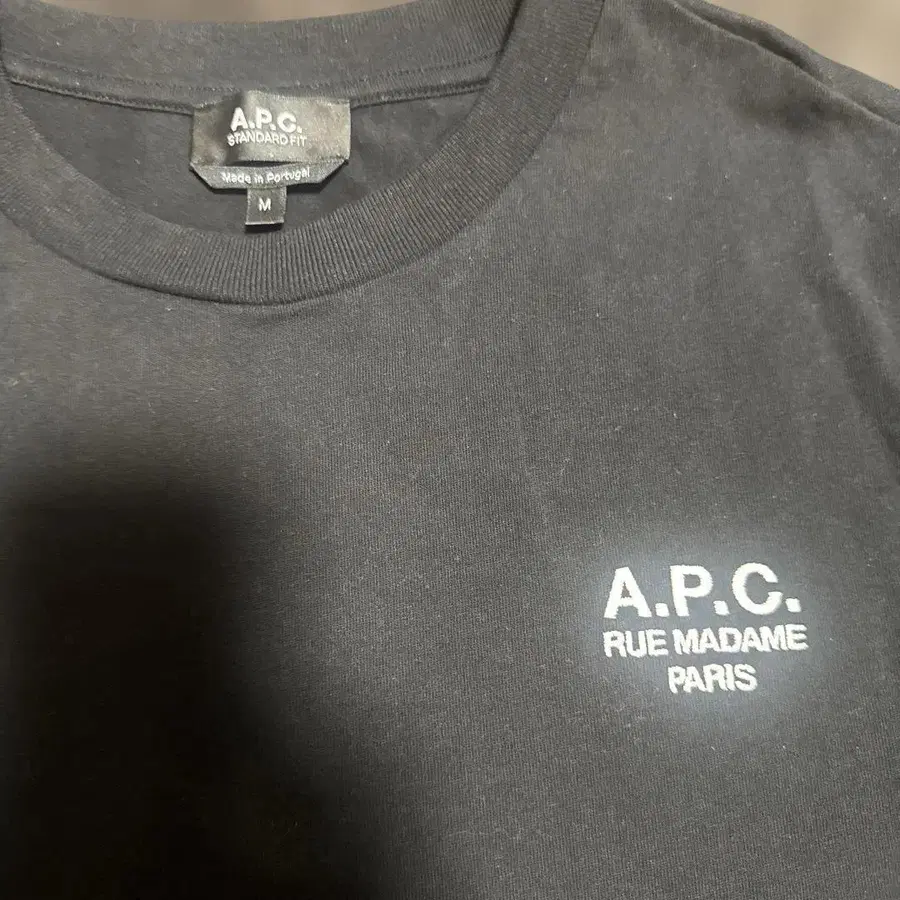 A.P.C.
STANDARD FIT
Made in Portugal
M
A.P.C.
RUE MADAME
PARIS